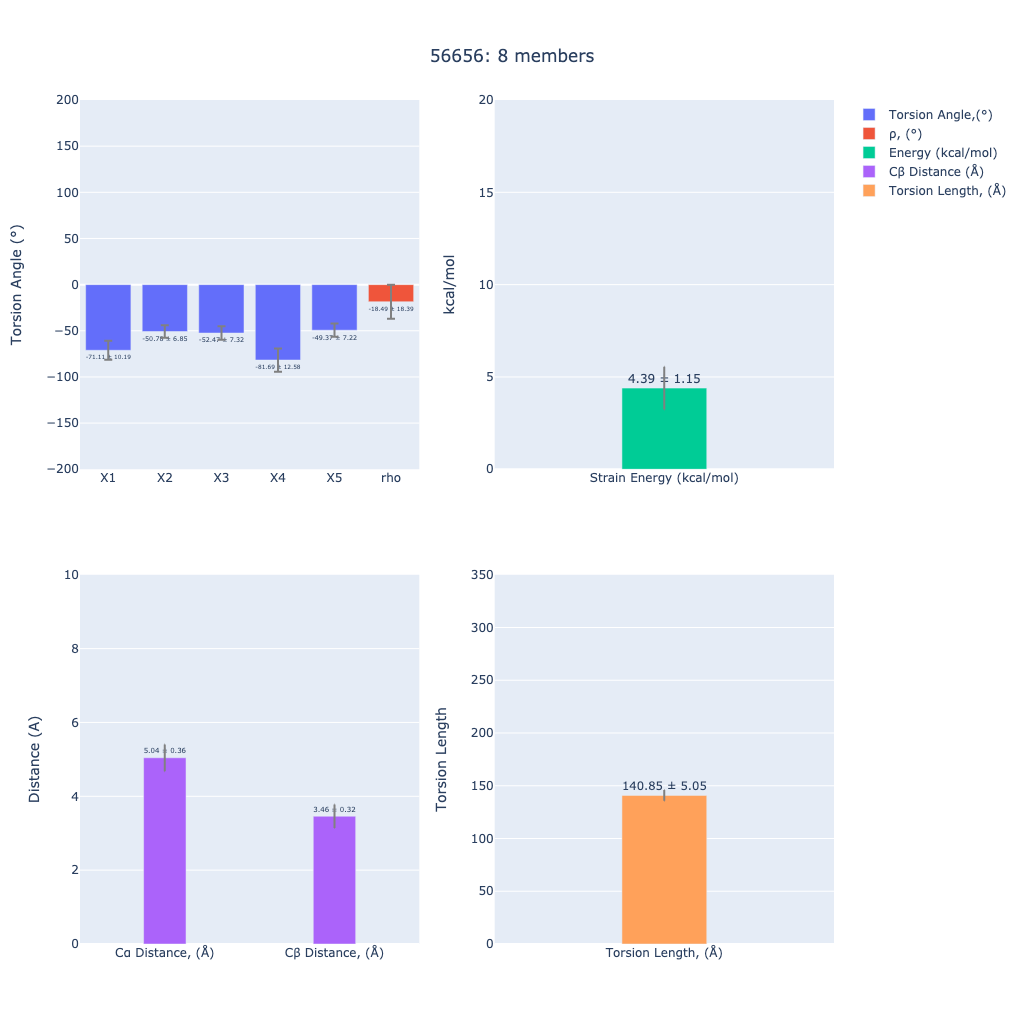 56656: 8 members
200
150
100
50
0
−50
−100
−150
−200
Torsion Angle (°)
-71.11 ± 10.19
-50.78 ± 6.85
-52.47 ± 7.32
-81.69 ± 12.58
-49.37 ± 7.22
-18.49 ± 18.39
X1 X2 X3 X4 X5 rho
20
15
10
5
0
kcal/mol
4.39 ± 1.15
Strain Energy (kcal/mol)
Torsion Angle,(°)
ρ, (°)
Energy (kcal/mol)
Cβ Distance (Å)
Torsion Length, (Å)
10
8
6
4
2
0
Distance (A)
5.04 ± 0.36
3.46 ± 0.32
Cα Distance, (Å) Cβ Distance, (Å)
350
300
250
200
150
100
50
0
Torsion Length
140.85 ± 5.05
Torsion Length, (Å)